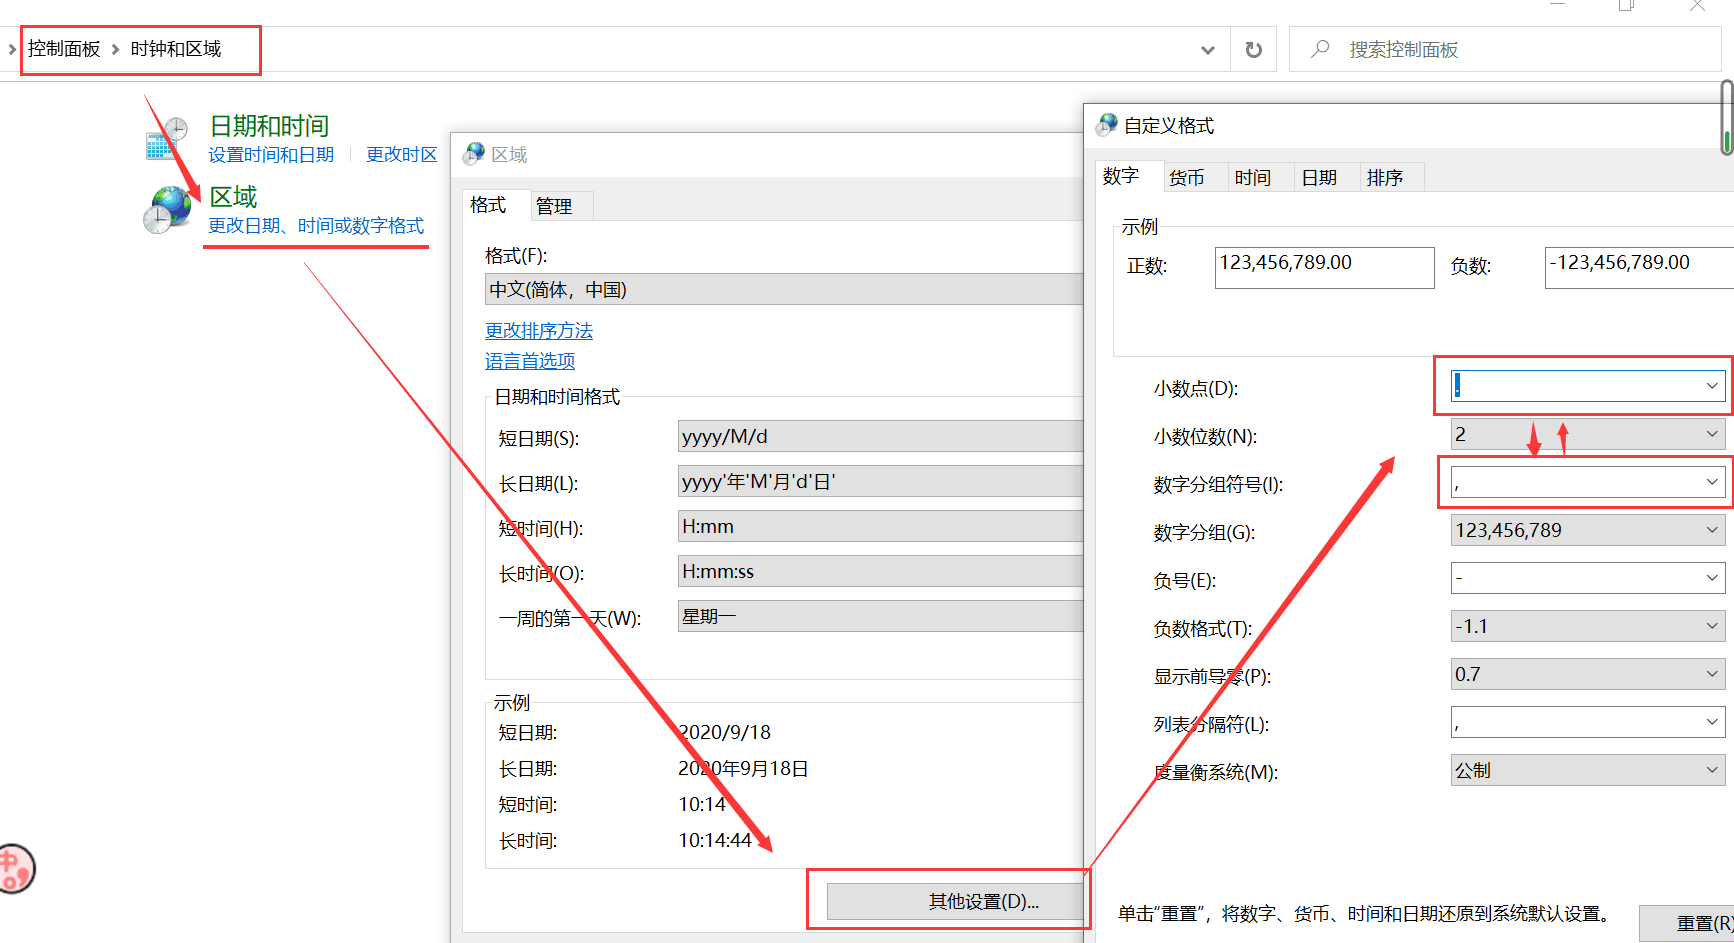 控制面板 > 时钟和区域
搜索控制面板
日期和时间
设置时间和日期 | 更改时区
区域
更改日期、时间或数字格式
区域
格式 管理
格式(F):
中文(简体，中国)
更改排序方法
语言首选项
日期和时间格式
短日期(S): yyyy/M/d
长日期(L): yyyy'年'M'月'd'日'
短时间(H): H:mm
长时间(O): H:mm:ss
一周的第一天(W): 星期一
示例
短日期: 2020/9/18
长日期: 2020年9月18日
短时间: 10:14
长时间: 10:14:44
其他设置(D)...
自定义格式
数字 货币 时间 日期 排序
示例
正数: 123,456,789.00 负数: -123,456,789.00
小数点(D): .
小数位数(N): 2
数字分组符号(I): ,
数字分组(G): 123,456,789
负号(E): -
负数格式(T): -1.1
显示前导零(P): 0.7
列表分隔符(L): ,
度量衡系统(M): 公制
单击“重置”，将数字、货币、时间和日期还原到系统默认设置。
重置(R)
中